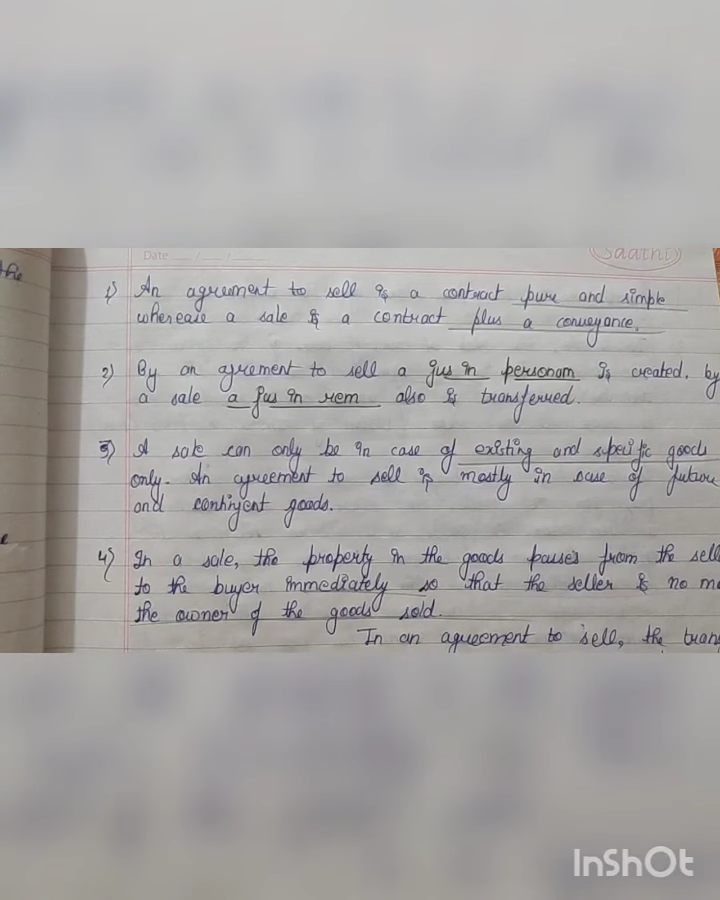 the
Date
Saathi
1) An agreement to sell is a contract pure and simple
wherease a sale is a contract plus a conveyance.
2) By an agreement to sell a jus in personam is created. by
a sale a jus in rem also is transferred.
3) A sale can only be in case of existing and specific goods
only. An agreement to sell is mostly in case of future
and contingent goods.
4) In a sale, the property in the goods passes from the sell
to the buyer immediately so that the seller is no mo
the owner of the goods sold.
In an agreement to sell, the trans
InShOt